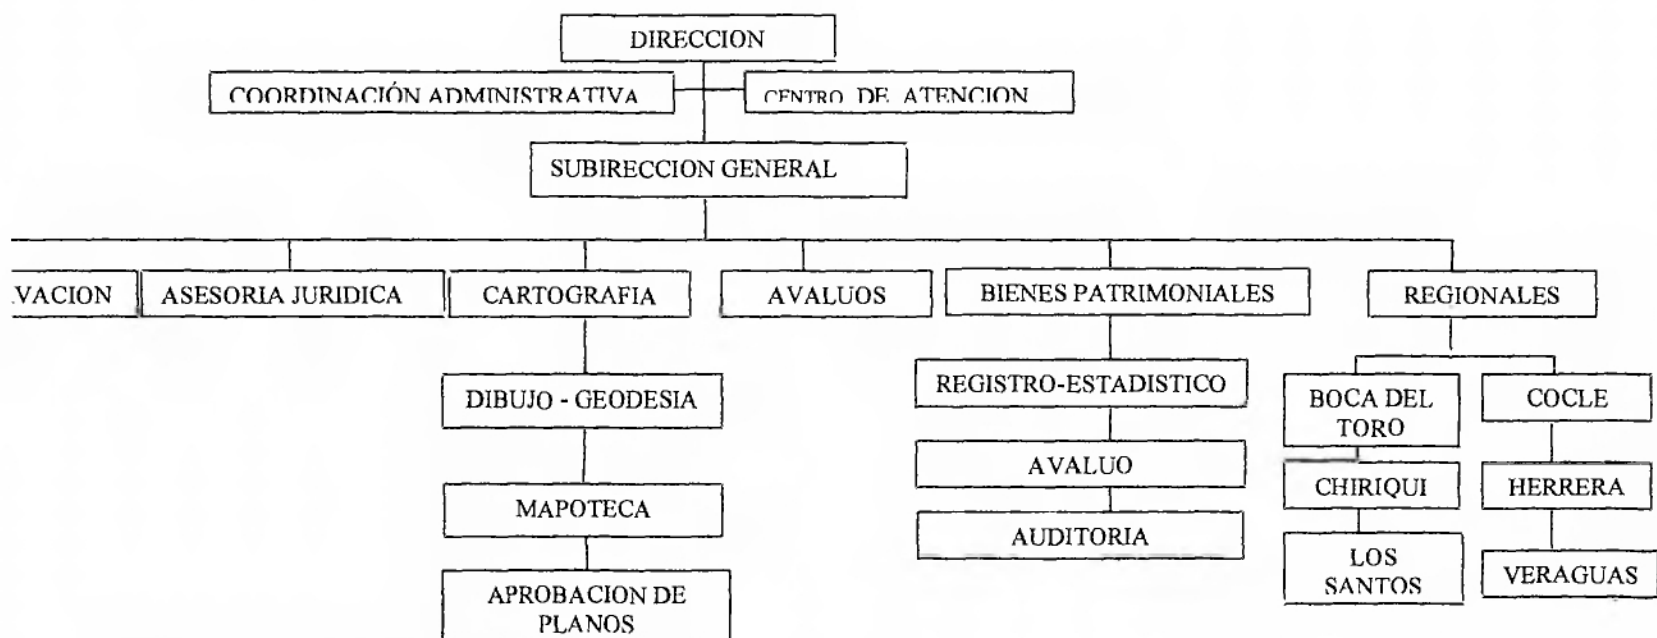 DIRECCION
COORDINACIÓN ADMINISTRATIVA
CENTRO DE ATENCION
SUBIRECCION GENERAL
VACION
ASESORIA JURIDICA
CARTOGRAFIA
AVALUOS
BIENES PATRIMONIALES
REGIONALES
DIBUJO - GEODESIA
REGISTRO-ESTADISTICO
BOCA DEL
TORO
COCLE
AVALUO
CHIRIQUI
HERRERA
MAPOTECA
AUDITORIA
LOS
SANTOS
VERAGUAS
APROBACION DE
PLANOS